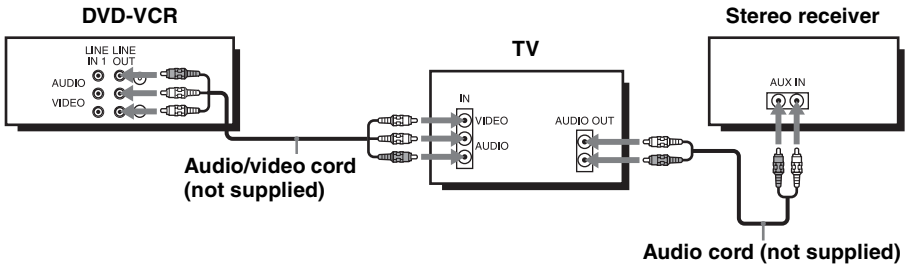 DVD-VCR
Stereo receiver
TV
LINE LINE
IN 1 OUT
AUDIO
VIDEO
IN
VIDEO
AUDIO
AUDIO OUT
AUX IN
Audio/video cord
(not supplied)
Audio cord (not supplied)